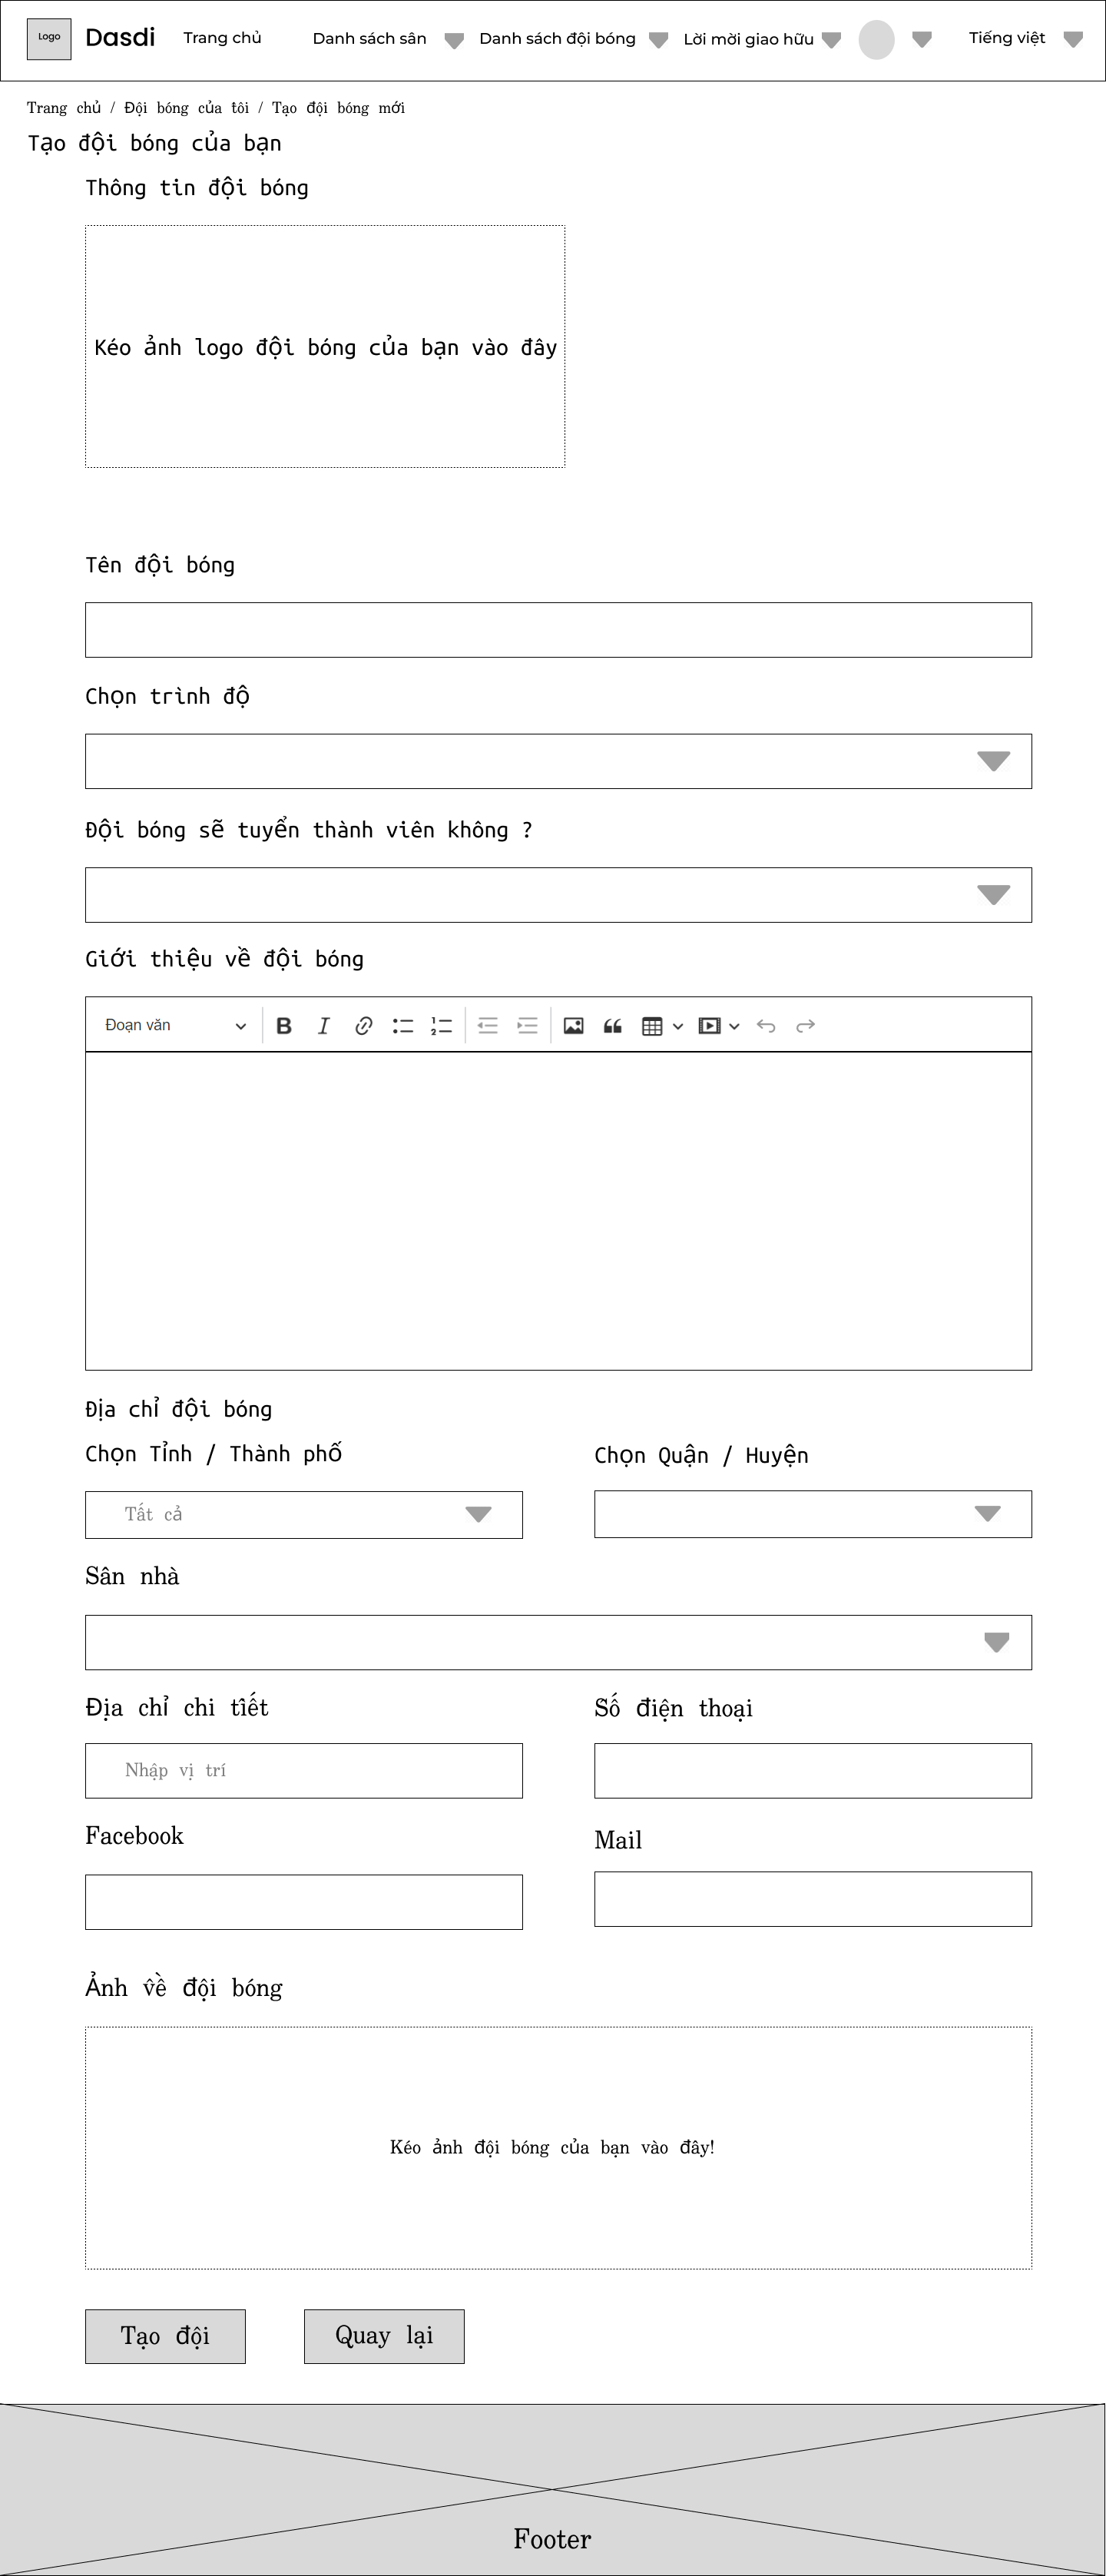 Logo Dasdi Trang chủ Danh sách sân Danh sách đội bóng Lời mời giao hữu Tiếng việt
Trang chủ / Đội bóng của tôi / Tạo đội bóng mới
Tạo đội bóng của bạn
Thông tin đội bóng
Kéo ảnh logo đội bóng của bạn vào đây
Tên đội bóng
Chọn trình độ
Đội bóng sẽ tuyển thành viên không ?
Giới thiệu về đội bóng
Đoạn văn
Địa chỉ đội bóng
Chọn Tỉnh / Thành phố Chọn Quận / Huyện
Tất cả
Sân nhà
Địa chỉ chi tiết Số điện thoại
Nhập vị trí
Facebook Mail
Ảnh về đội bóng
Kéo ảnh đội bóng của bạn vào đây!
Tạo đội Quay lại
Footer